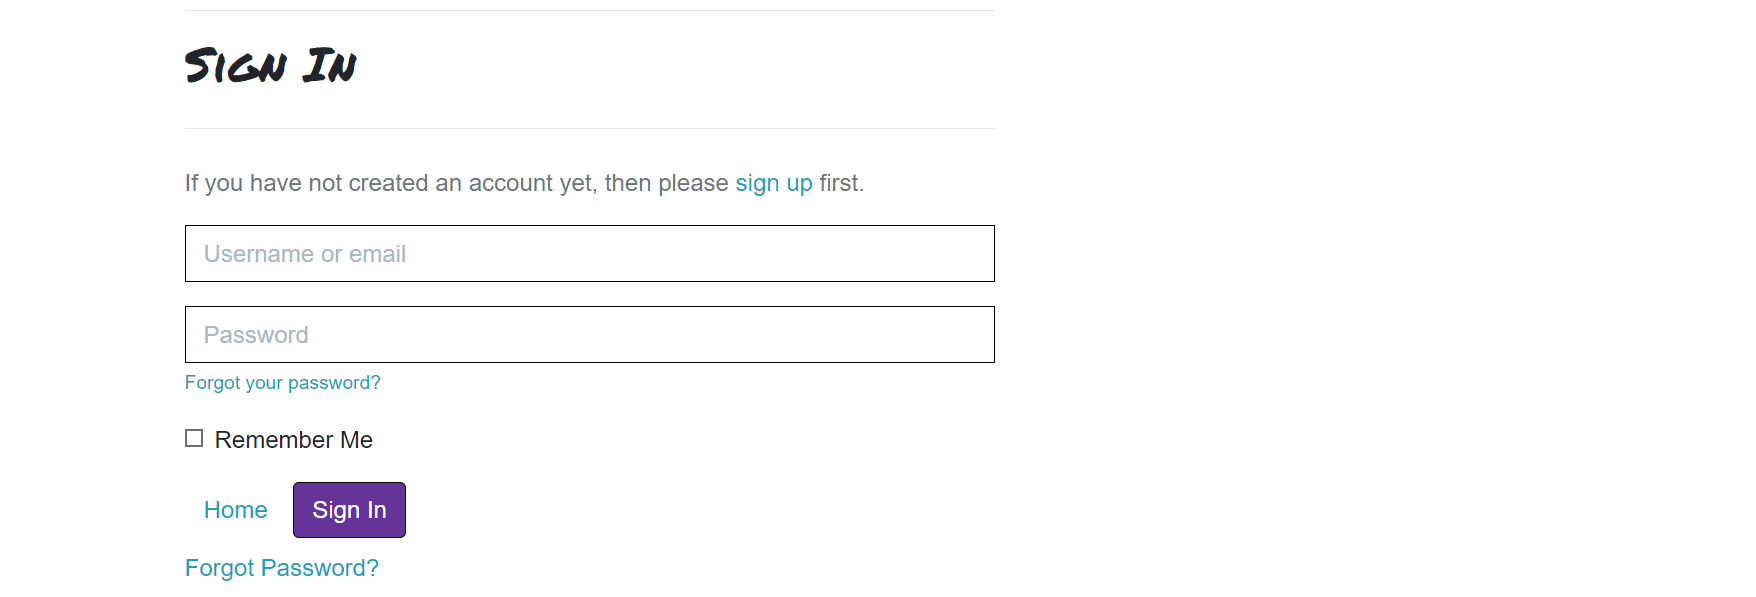 Sign In
If you have not created an account yet, then please sign up first.
Username or email
Password
Forgot your password?
Remember Me
Home Sign In
Forgot Password?